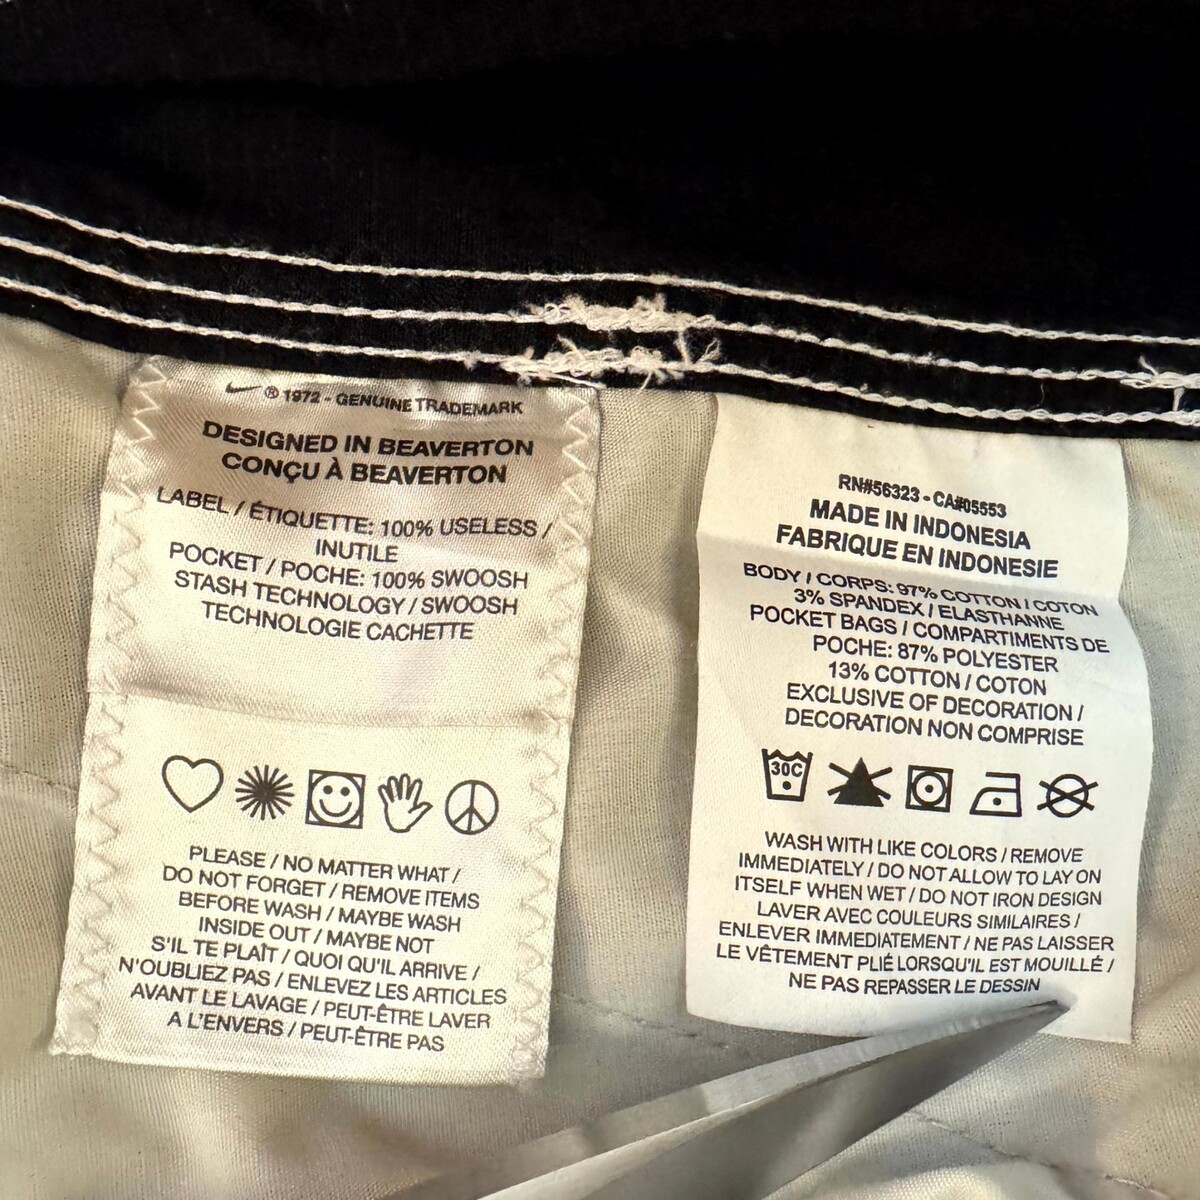 ® 1972 - GENUINE TRADEMARK
DESIGNED IN BEAVERTON
CONÇU À BEAVERTON
LABEL / ÉTIQUETTE: 100% USELESS /
INUTILE
POCKET / POCHE: 100% SWOOSH
STASH TECHNOLOGY / SWOOSH
TECHNOLOGIE CACHETTE
PLEASE / NO MATTER WHAT /
DO NOT FORGET / REMOVE ITEMS
BEFORE WASH / MAYBE WASH
INSIDE OUT / MAYBE NOT
S'IL TE PLAÎT / QUOI QU'IL ARRIVE /
N'OUBLIEZ PAS / ENLEVEZ LES ARTICLES
AVANT LE LAVAGE / PEUT-ÊTRE LAVER
A L'ENVERS / PEUT-ÊTRE PAS
RN#56323 - CA#05553
MADE IN INDONESIA
FABRIQUE EN INDONESIE
BODY / CORPS: 97% COTTON / COTON
3% SPANDEX / ELASTHANNE
POCKET BAGS / COMPARTIMENTS DE
POCHE: 87% POLYESTER
13% COTTON / COTON
EXCLUSIVE OF DECORATION /
DECORATION NON COMPRISE
30C
WASH WITH LIKE COLORS / REMOVE
IMMEDIATELY / DO NOT ALLOW TO LAY ON
ITSELF WHEN WET / DO NOT IRON DESIGN
LAVER AVEC COULEURS SIMILAIRES /
ENLEVER IMMEDIATEMENT / NE PAS LAISSER
LE VÊTEMENT PLIÉ LORSQU'IL EST MOUILLÉ /
NE PAS REPASSER LE DESSIN